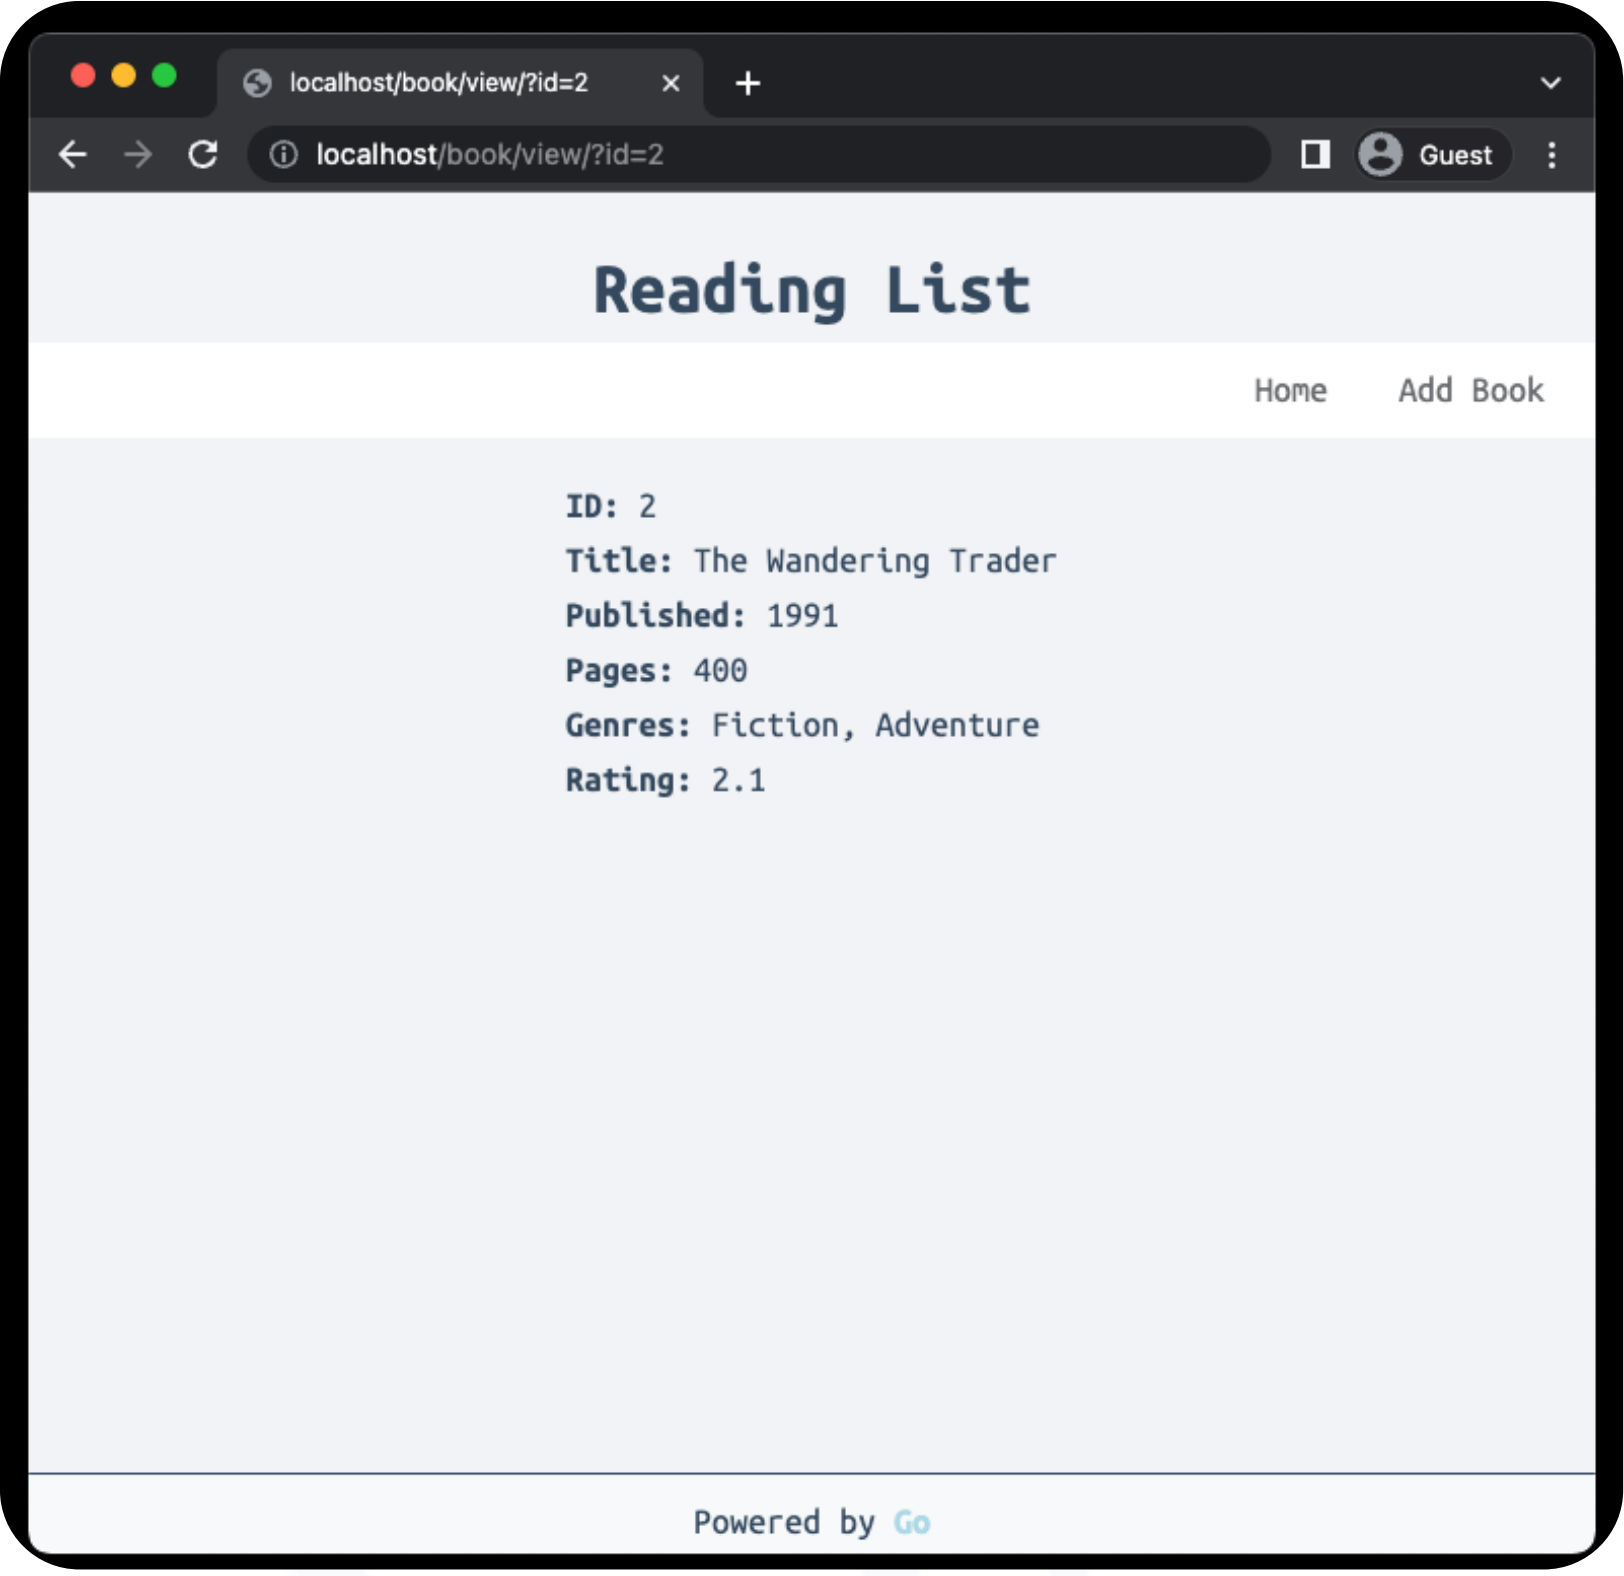 localhost/book/view/?id=2
localhost/book/view/?id=2
Guest
Reading List
Home Add Book
ID: 2
Title: The Wandering Trader
Published: 1991
Pages: 400
Genres: Fiction, Adventure
Rating: 2.1
Powered by Go